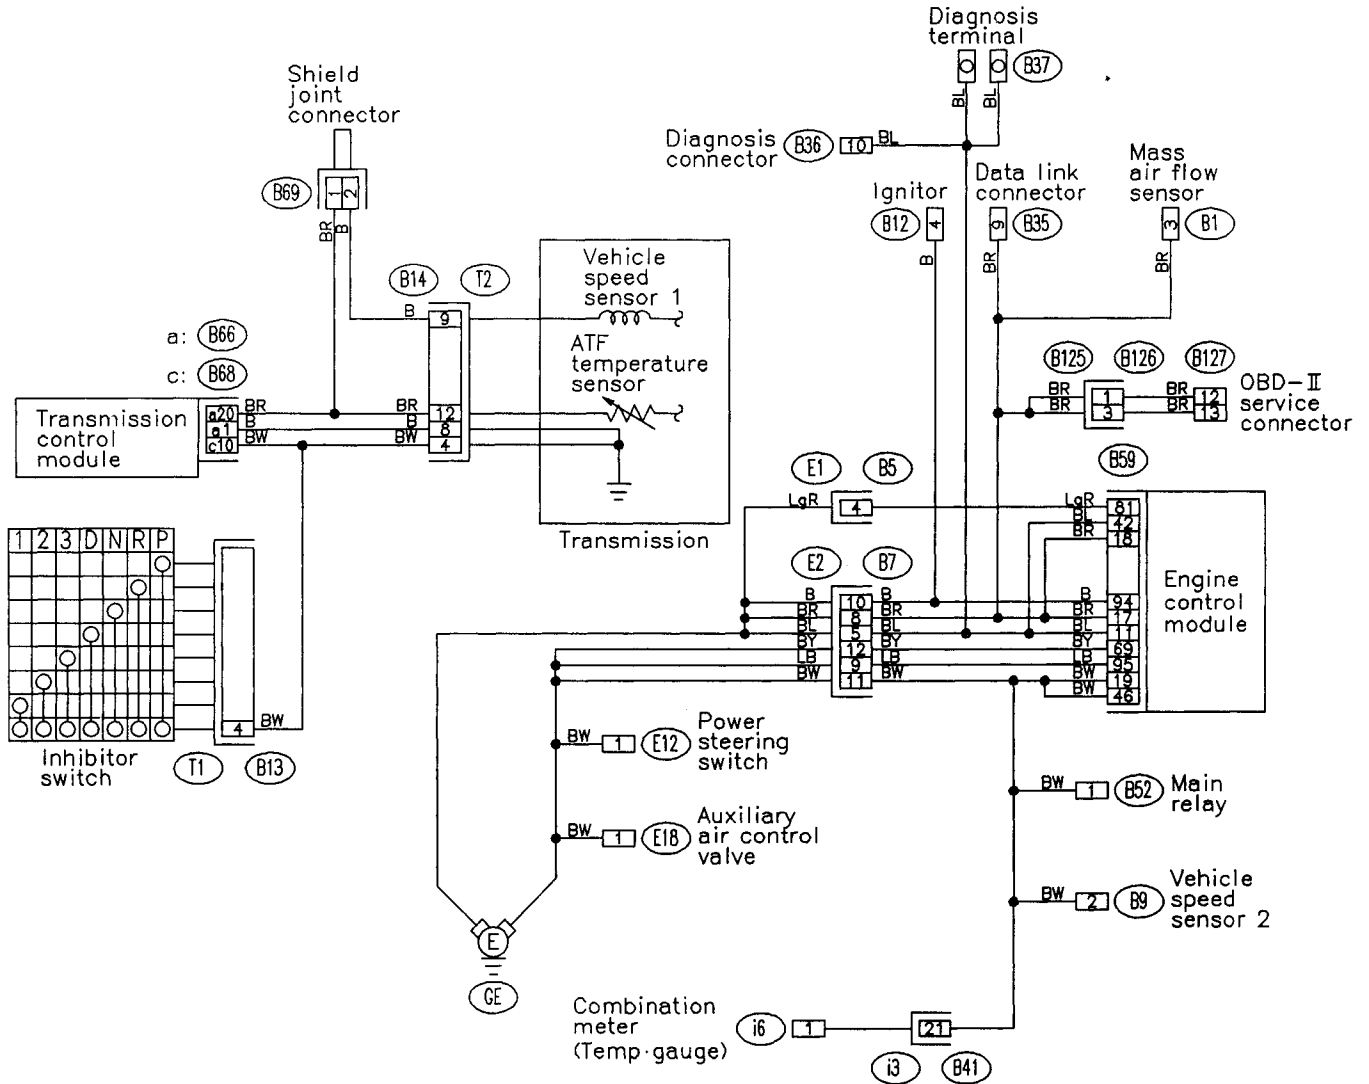 Diagnosis
terminal
B37
BL
BL
Shield
joint
connector
Diagnosis
connector
B36
10
BL
Mass
air flow
sensor
Ignitor
Data link
connector
B69
1
2
BR
B
B12
4
B
9
B35
BR
3
B1
BR
B14
T2
Vehicle
speed
sensor 1
B
9
ATF
temperature
sensor
a: B66
c: B68
B125
B126
B127
BR
1
BR
12
BR
3
BR
13
OBD-II
service
connector
Transmission
control
module
a20
BR
BR
12
a1
B
B
8
c10
BW
BW
4
B59
E1
B5
LgR
4
LgR
81
BL
42
BR
18
Transmission
1 2 3 D N R P
E2
B7
B
10
B
94
BR
8
BR
17
BL
5
BL
11
BY
12
BY
69
LB
9
LB
95
BW
11
BW
BW
19
BW
46
Engine
control
module
4
BW
Inhibitor
switch
T1
B13
BW
1
E12
Power
steering
switch
BW
1
B52
Main
relay
BW
1
E18
Auxiliary
air control
valve
BW
2
B9
Vehicle
speed
sensor 2
E
GE
Combination
meter
(Temp·gauge)
i6
1
21
i3
B41